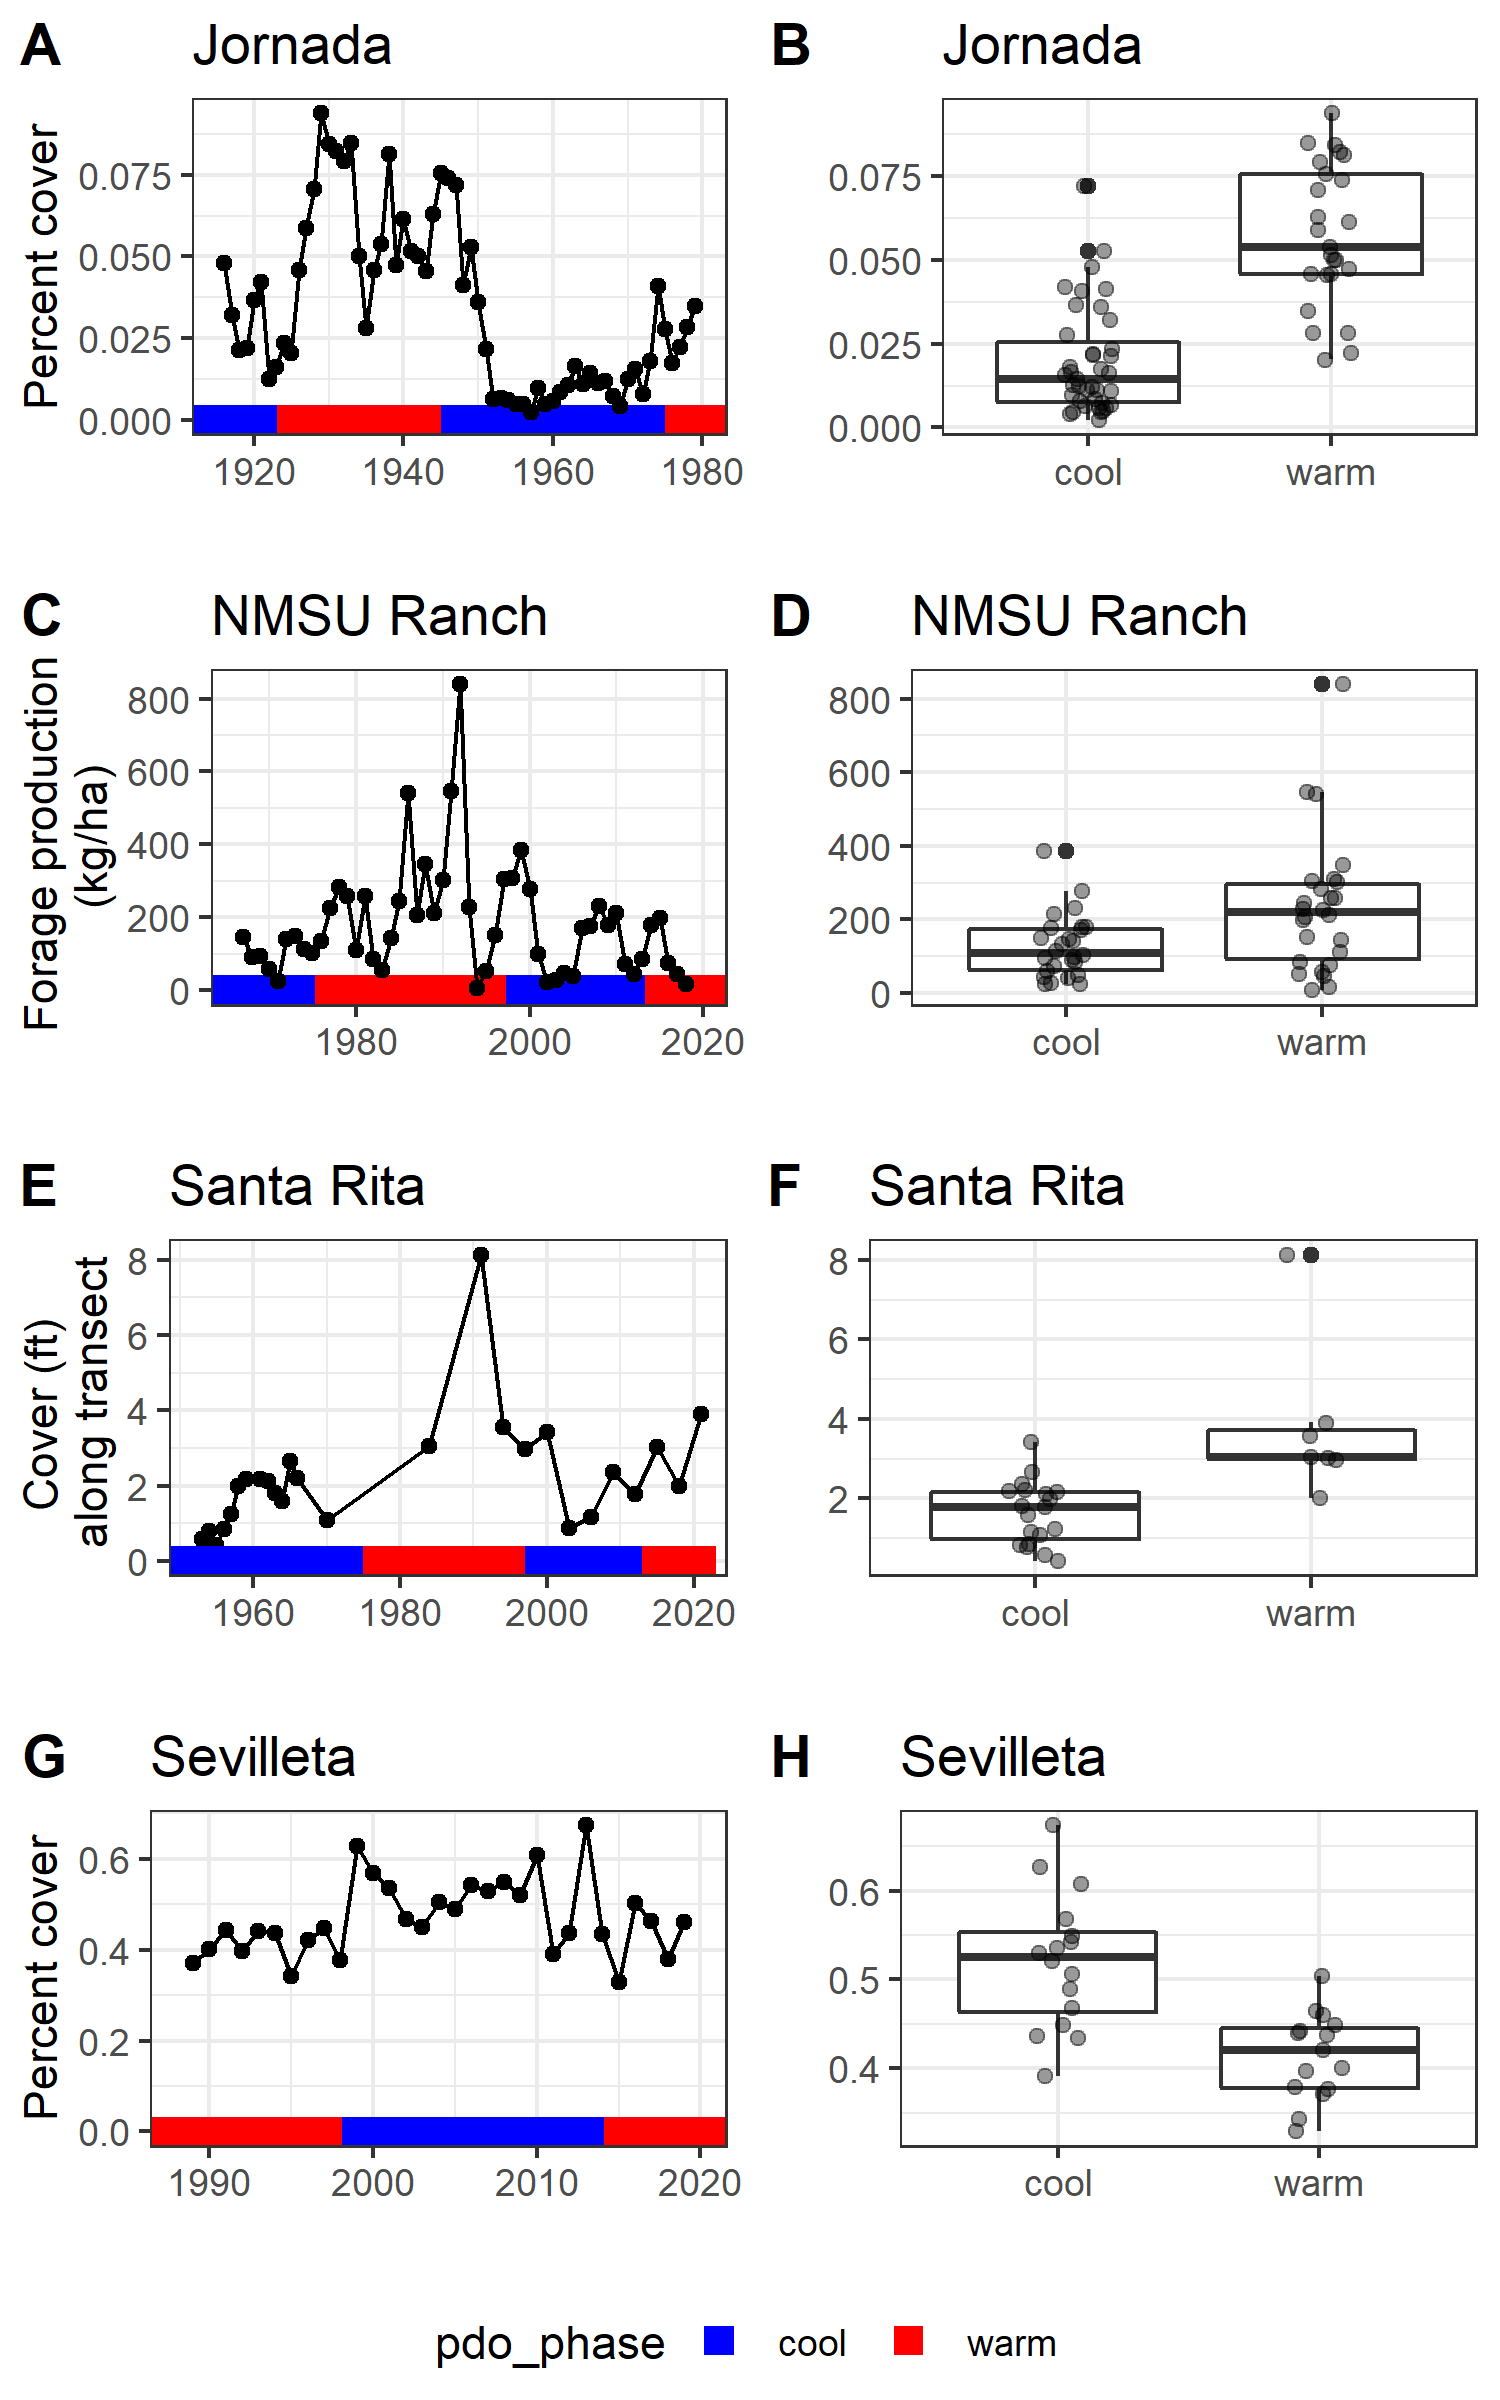 A Jornada
Percent cover
0.075
0.050
0.025
0.000
1920 1940 1960 1980
B Jornada
0.075
0.050
0.025
0.000
cool warm
C NMSU Ranch
Forage production
(kg/ha)
800
600
400
200
0
1980 2000 2020
D NMSU Ranch
800
600
400
200
0
cool warm
E Santa Rita
Cover (ft)
along transect
8
6
4
2
0
1960 1980 2000 2020
F Santa Rita
8
6
4
2
cool warm
G Sevilleta
Percent cover
0.6
0.4
0.2
0.0
1990 2000 2010 2020
H Sevilleta
0.6
0.5
0.4
cool warm
pdo_phase cool warm